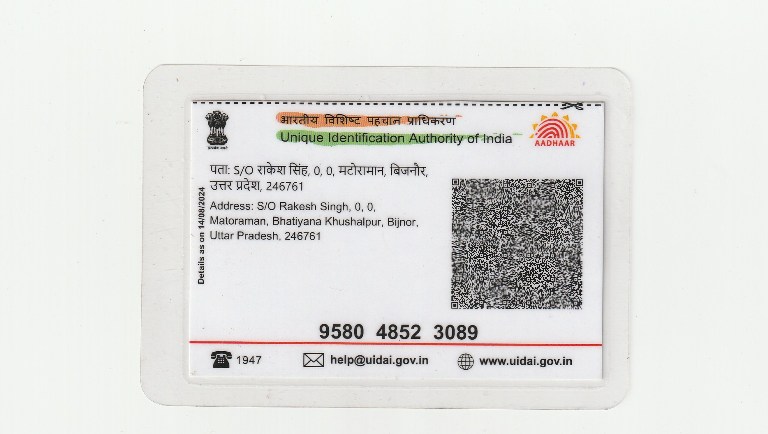 भारतीय विशिष्ट पहचान प्राधिकरण
Unique Identification Authority of India
AADHAAR
पता: S/O राकेश सिंह, 0, 0, मटोरामान, बिजनौर,
उत्तर प्रदेश, 246761
Address: S/O Rakesh Singh, 0, 0,
Matoraman, Bhatiyana Khushalpur, Bijnor,
Uttar Pradesh, 246761
Details as on 14/08/2024
9580 4852 3089
1947 help@uidai.gov.in www.uidai.gov.in